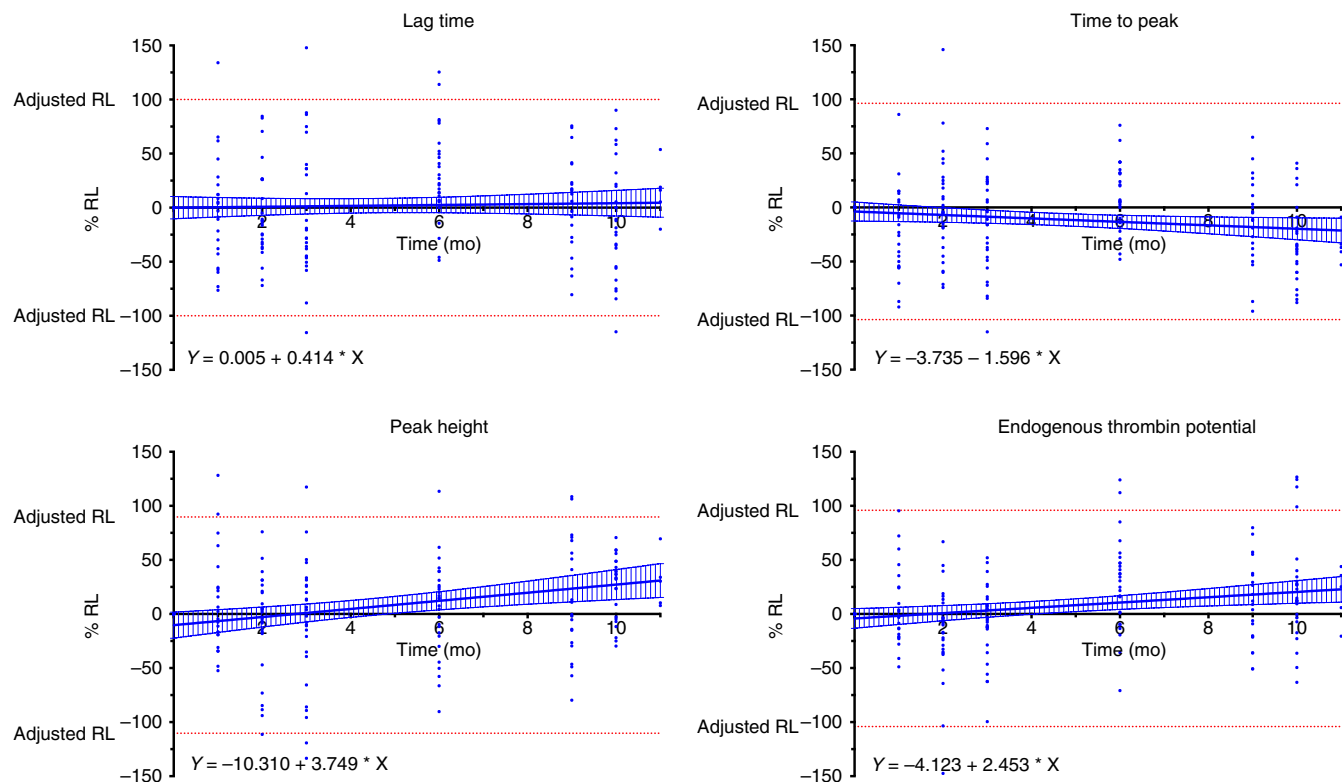 Lag time
150
Adjusted RL 100
50
% RL
0
2 4 6 8 10
Time (mo)
–50
Adjusted RL –100
Y = 0.005 + 0.414 * X
–150
Time to peak
150
Adjusted RL 100
50
% RL
0
2 4 6 8 10
Time (mo)
–50
Adjusted RL –100
Y = –3.735 – 1.596 * X
–150
Peak height
150
100
Adjusted RL
50
% RL
0
2 4 6 8 10
Time (mo)
–50
–100
Adjusted RL
Y = –10.310 + 3.749 * X
–150
Endogenous thrombin potential
150
Adjusted RL 100
50
% RL
0
2 4 6 8 10
Time (mo)
–50
Adjusted RL –100
Y = –4.123 + 2.453 * X
–150